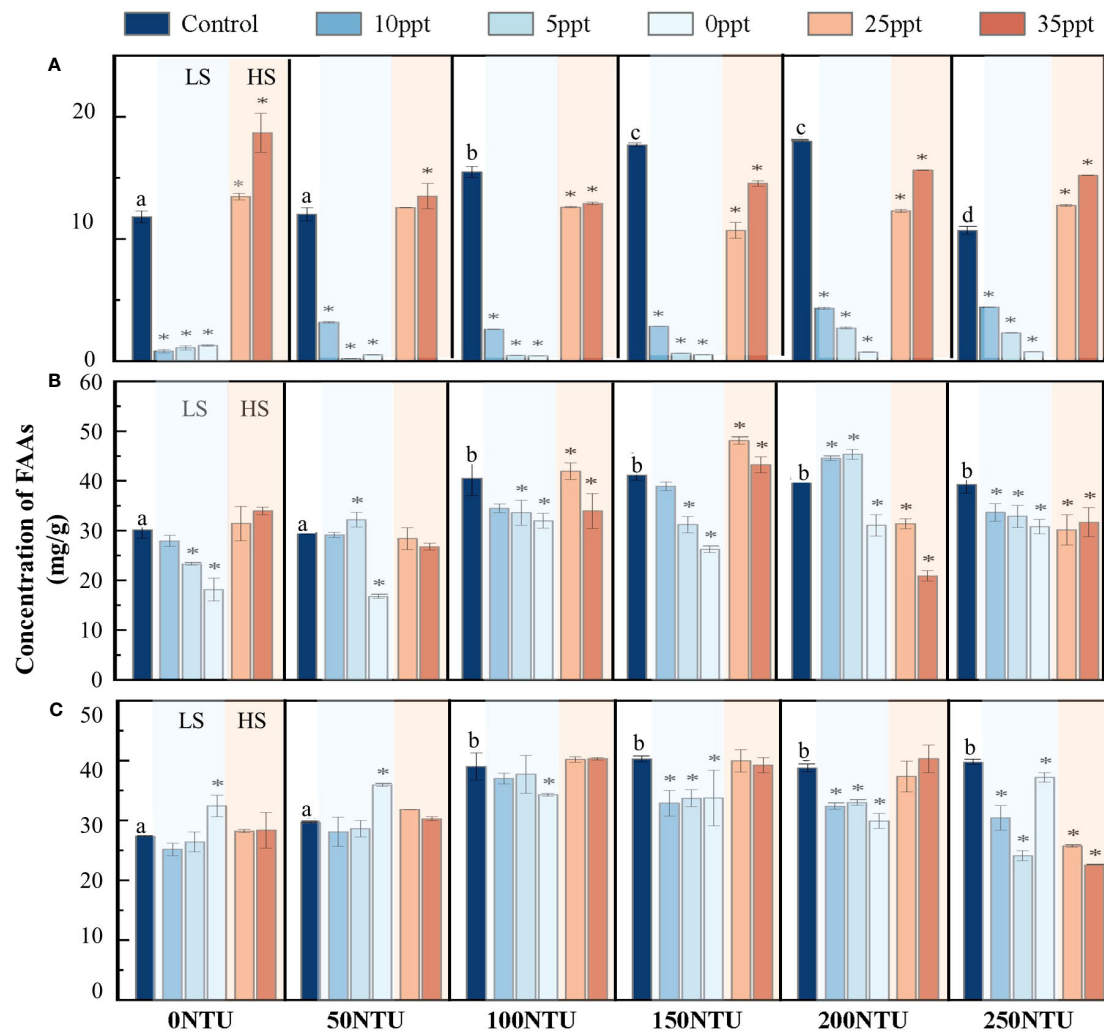 Control 10ppt 5ppt 0ppt 25ppt 35ppt
A
LS HS
20
10
0
a * * * * *
a * * * *
b * * * * *
c * * * * *
c * * * * *
d * * * * *
B
LS HS
60
50
40
30
20
10
0
a * *
a * *
b * * * *
b * * * *
b * * * * *
b * * * * *
C
LS HS
50
40
30
20
10
0
a *
a *
b *
b * * *
b * * *
b * * * * *
Concentration of FAAs
(mg/g)
0NTU 50NTU 100NTU 150NTU 200NTU 250NTU